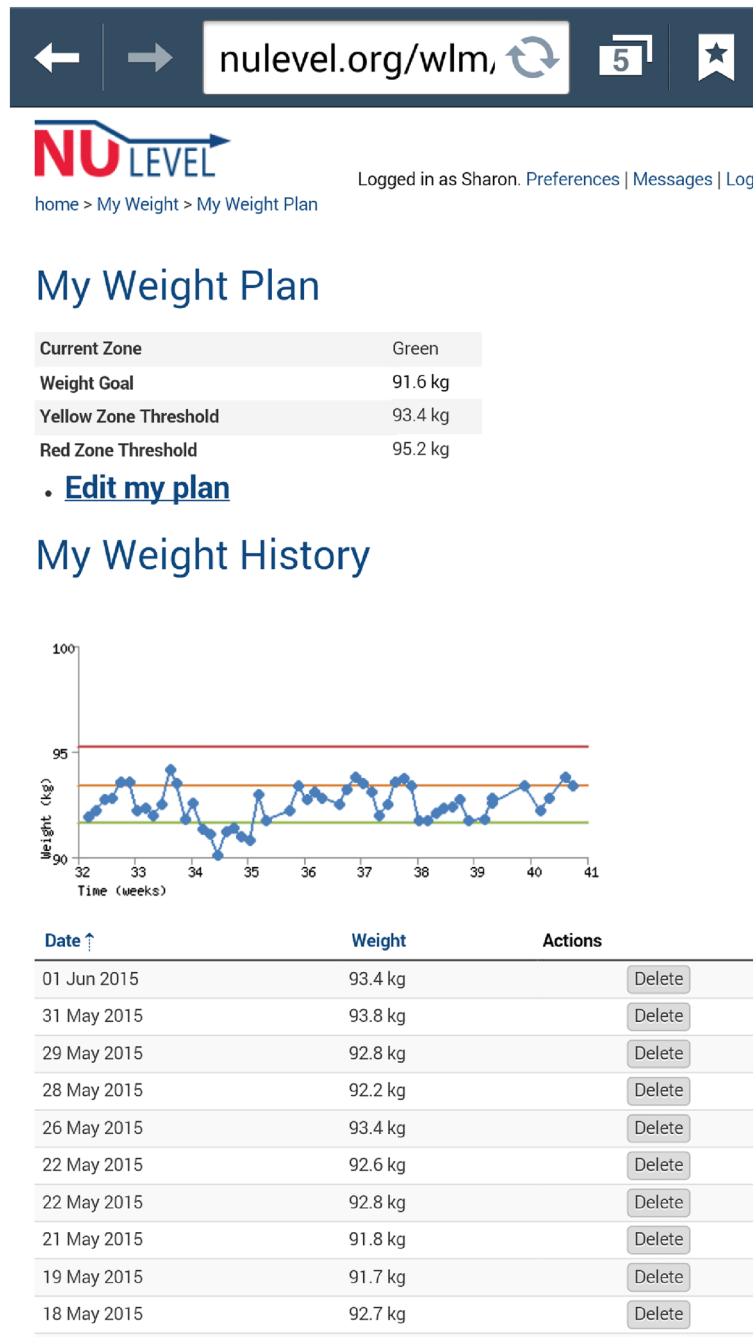 nulevel.org/wlm/
5
NU LEVEL
Logged in as Sharon. Preferences | Messages | Log
home > My Weight > My Weight Plan
My Weight Plan
Current Zone Green
Weight Goal 91.6 kg
Yellow Zone Threshold 93.4 kg
Red Zone Threshold 95.2 kg
• Edit my plan
My Weight History
100
95
90
Weight (kg)
32 33 34 35 36 37 38 39 40 41
Time (weeks)
Date ↑ Weight Actions
01 Jun 2015 93.4 kg Delete
31 May 2015 93.8 kg Delete
29 May 2015 92.8 kg Delete
28 May 2015 92.2 kg Delete
26 May 2015 93.4 kg Delete
22 May 2015 92.6 kg Delete
22 May 2015 92.8 kg Delete
21 May 2015 91.8 kg Delete
19 May 2015 91.7 kg Delete
18 May 2015 92.7 kg Delete